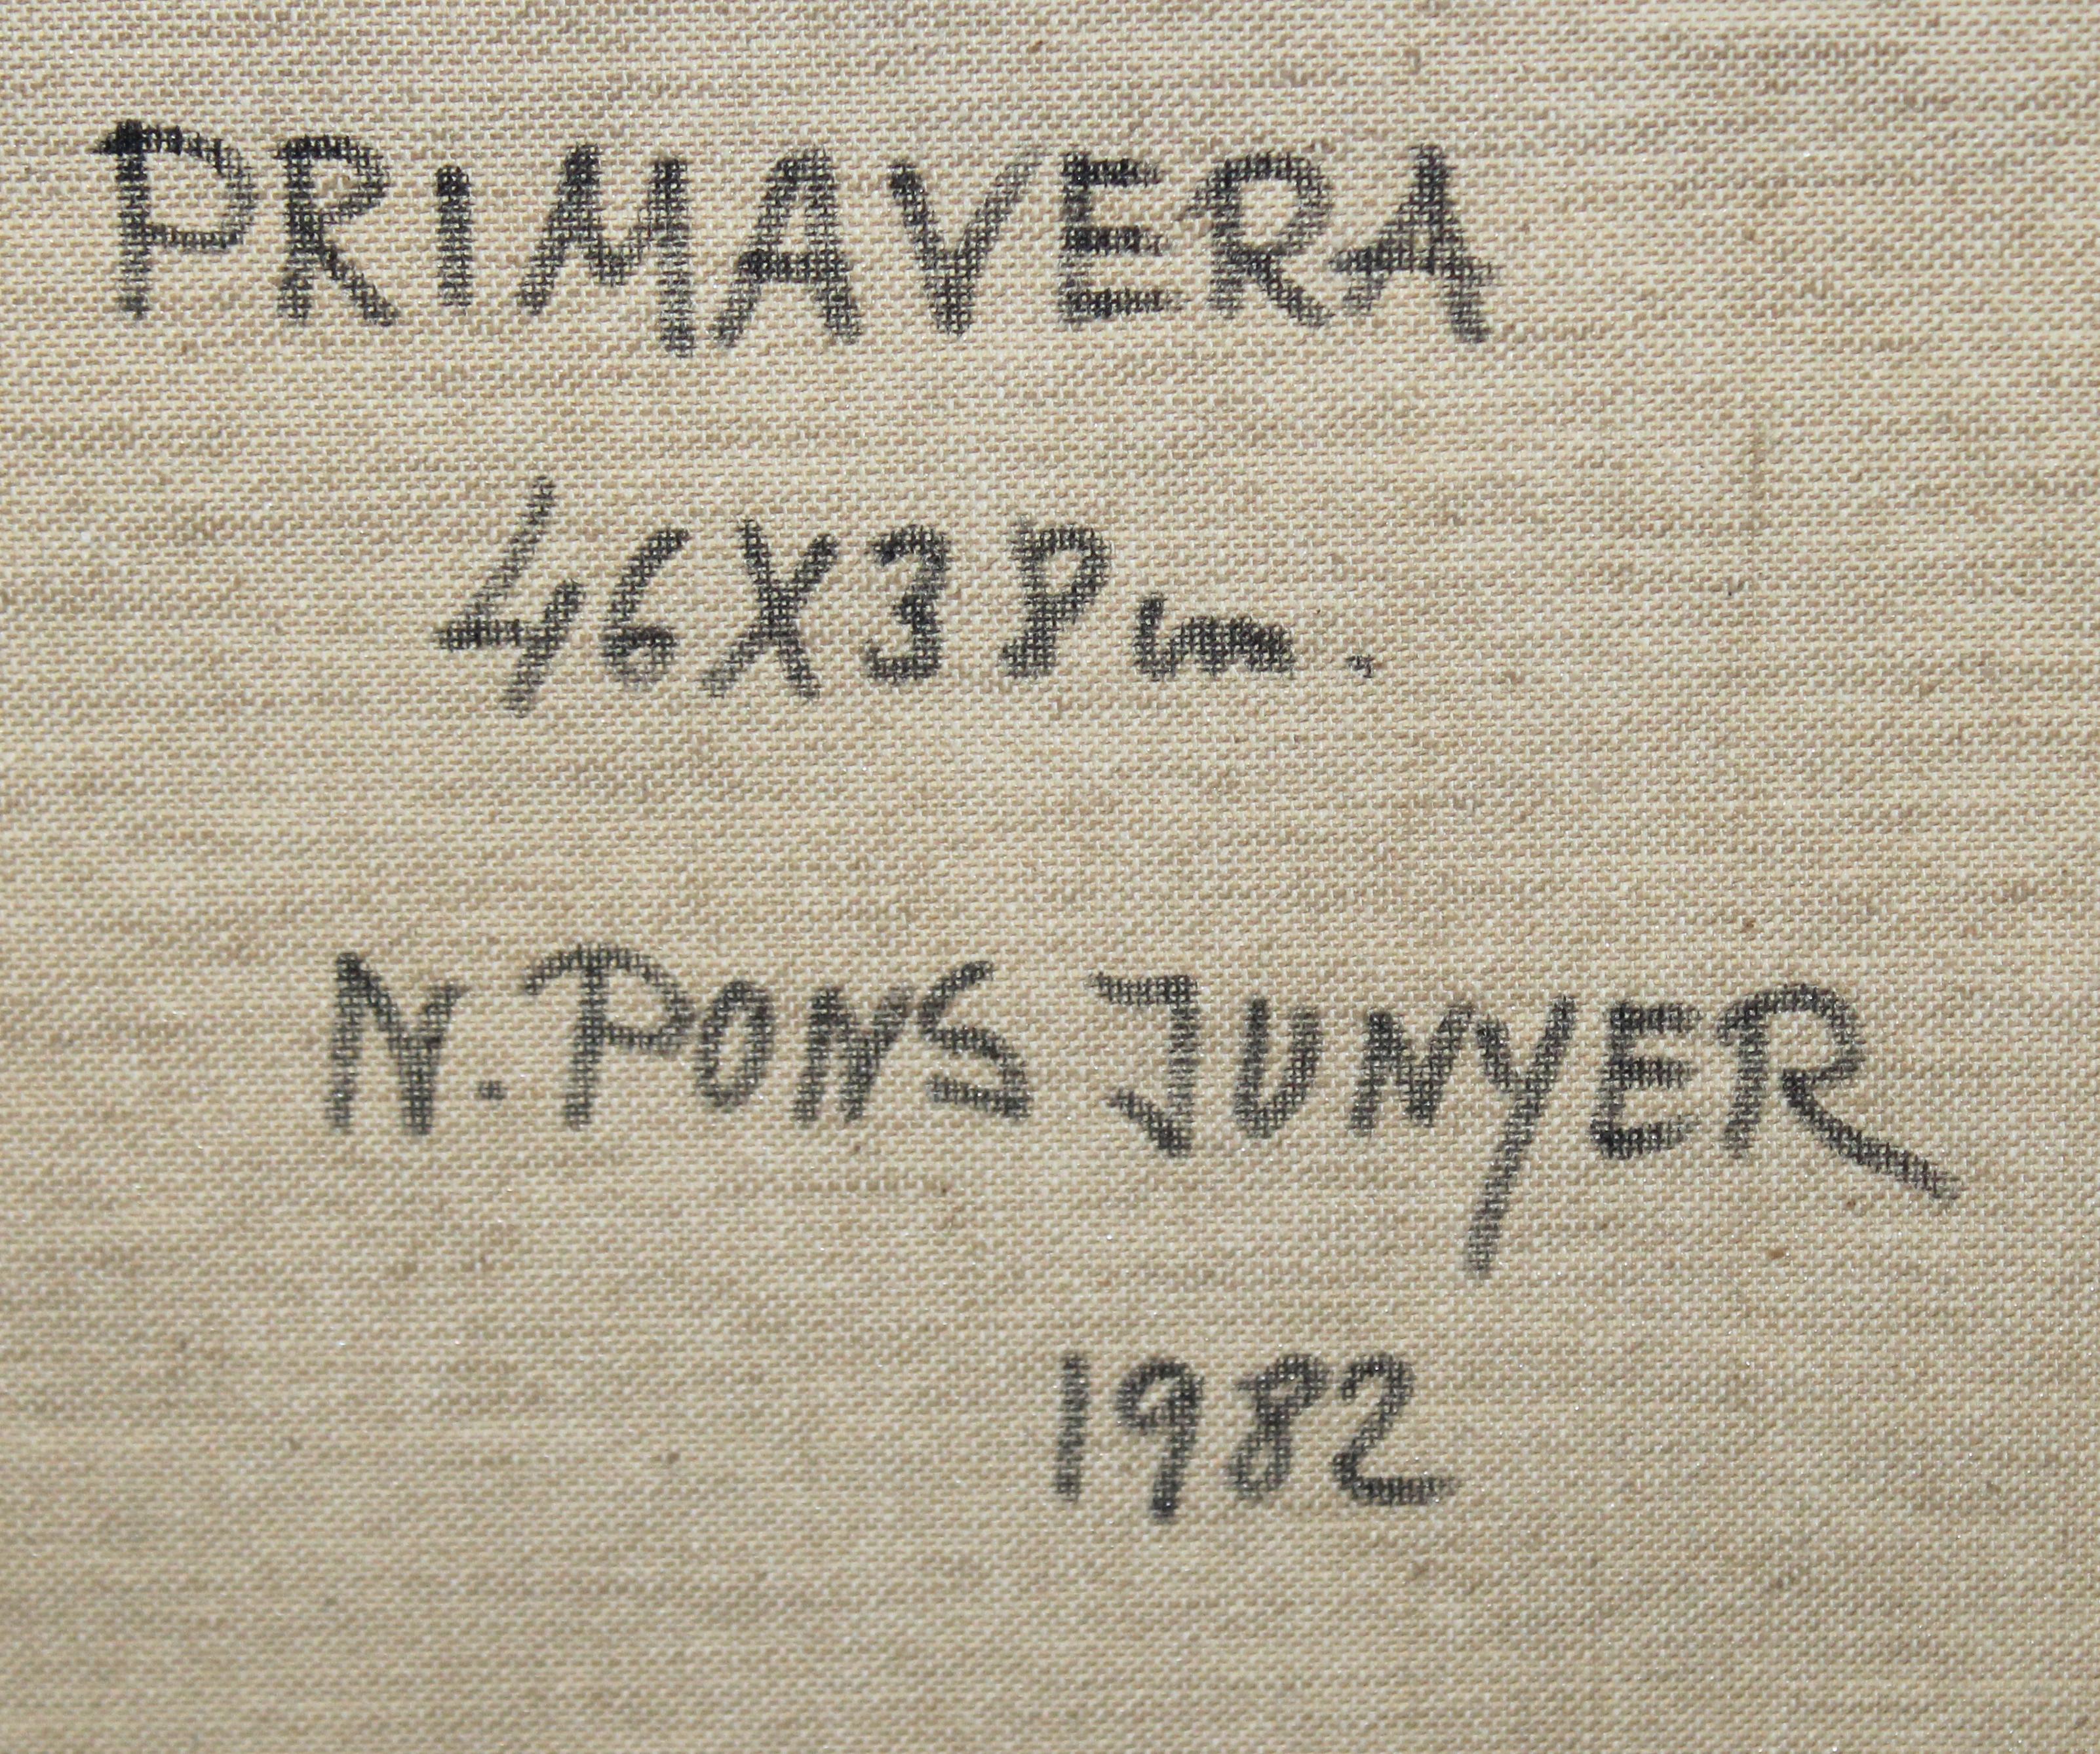 PRIMAVERA
46X38 cm.
N. PONS JUNYER
1982